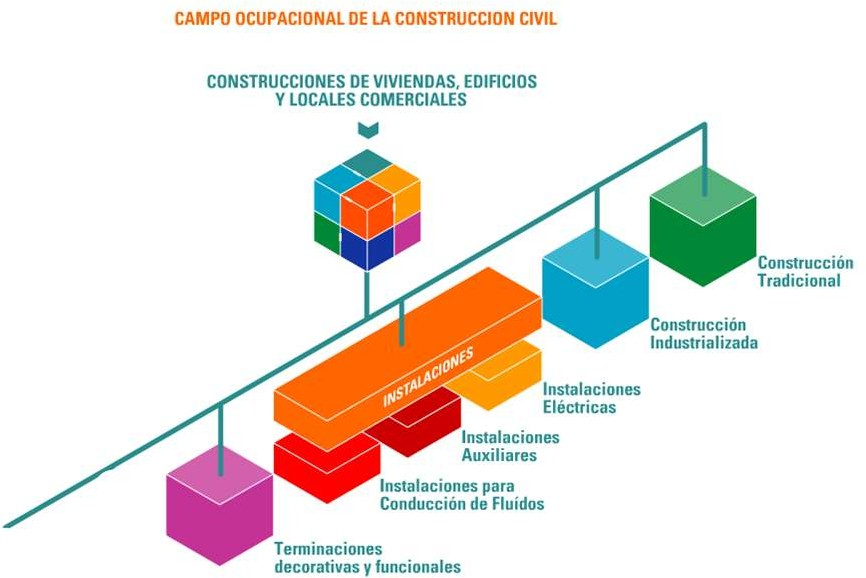 CAMPO OCUPACIONAL DE LA CONSTRUCCION CIVIL
CONSTRUCCIONES DE VIVIENDAS, EDIFICIOS
Y LOCALES COMERCIALES
Construcción
Tradicional
Construcción
Industrializada
INSTALACIONES
Instalaciones
Eléctricas
Instalaciones
Auxiliares
Instalaciones para
Conducción de Fluídos
Terminaciones
decorativas y funcionales